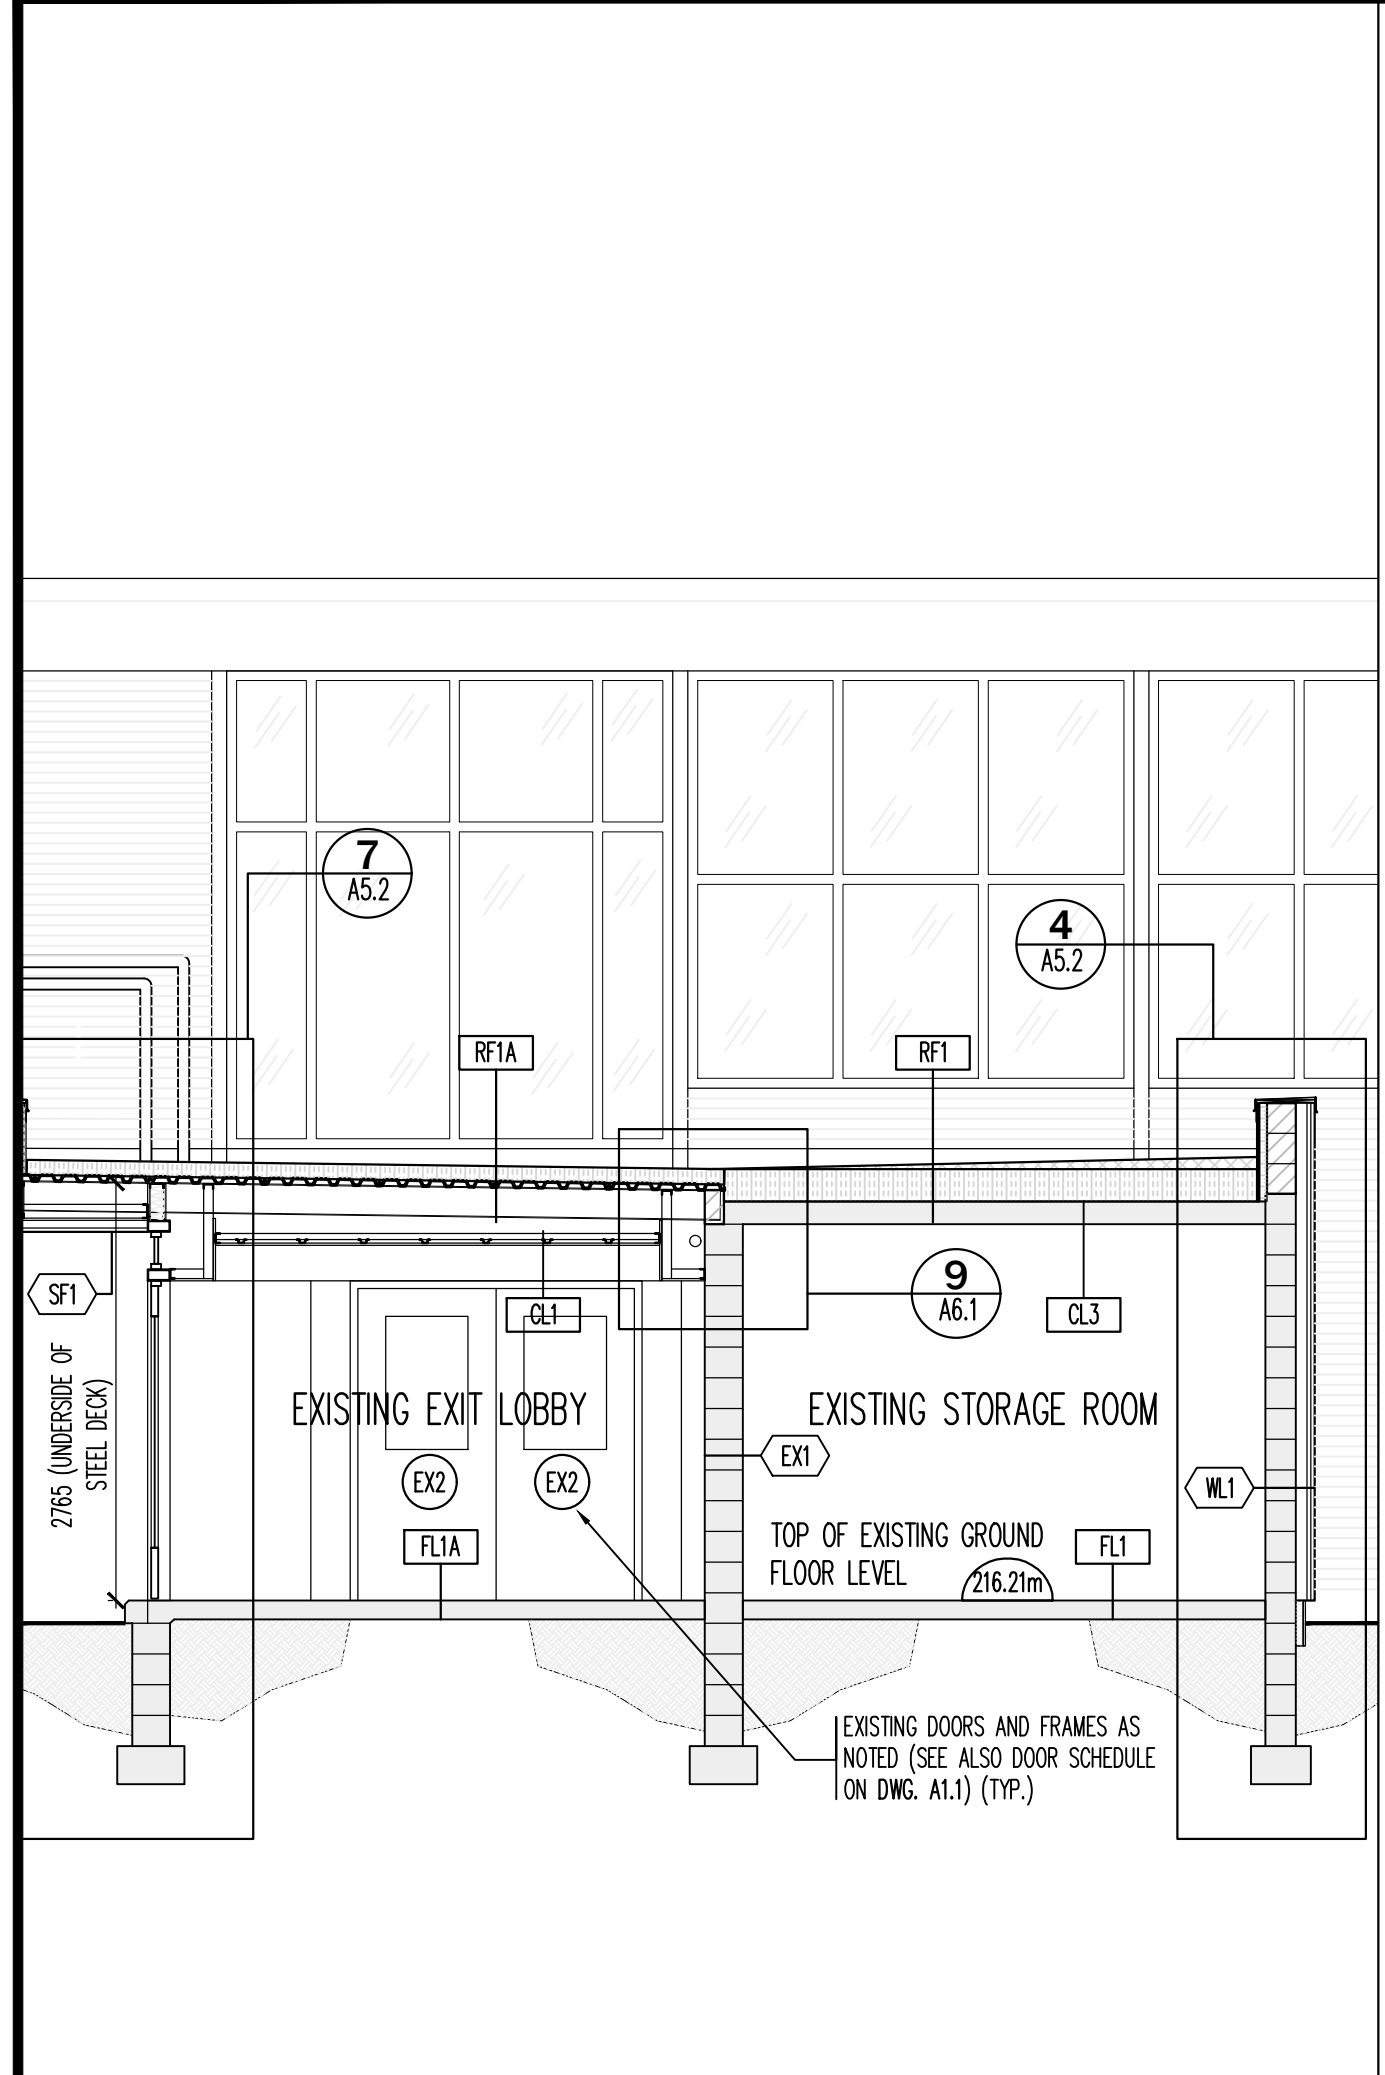 7
A5.2
4
A5.2
RF1A
RF1
SF1
9
A6.1
CL1
CL3
2765 (UNDERSIDE OF
STEEL DECK)
EXISTING EXIT LOBBY
EXISTING STORAGE ROOM
EX1
EX2
EX2
WL1
FL1A
TOP OF EXISTING GROUND
FLOOR LEVEL
216.21m
FL1
EXISTING DOORS AND FRAMES AS
NOTED (SEE ALSO DOOR SCHEDULE
ON DWG. A1.1) (TYP.)